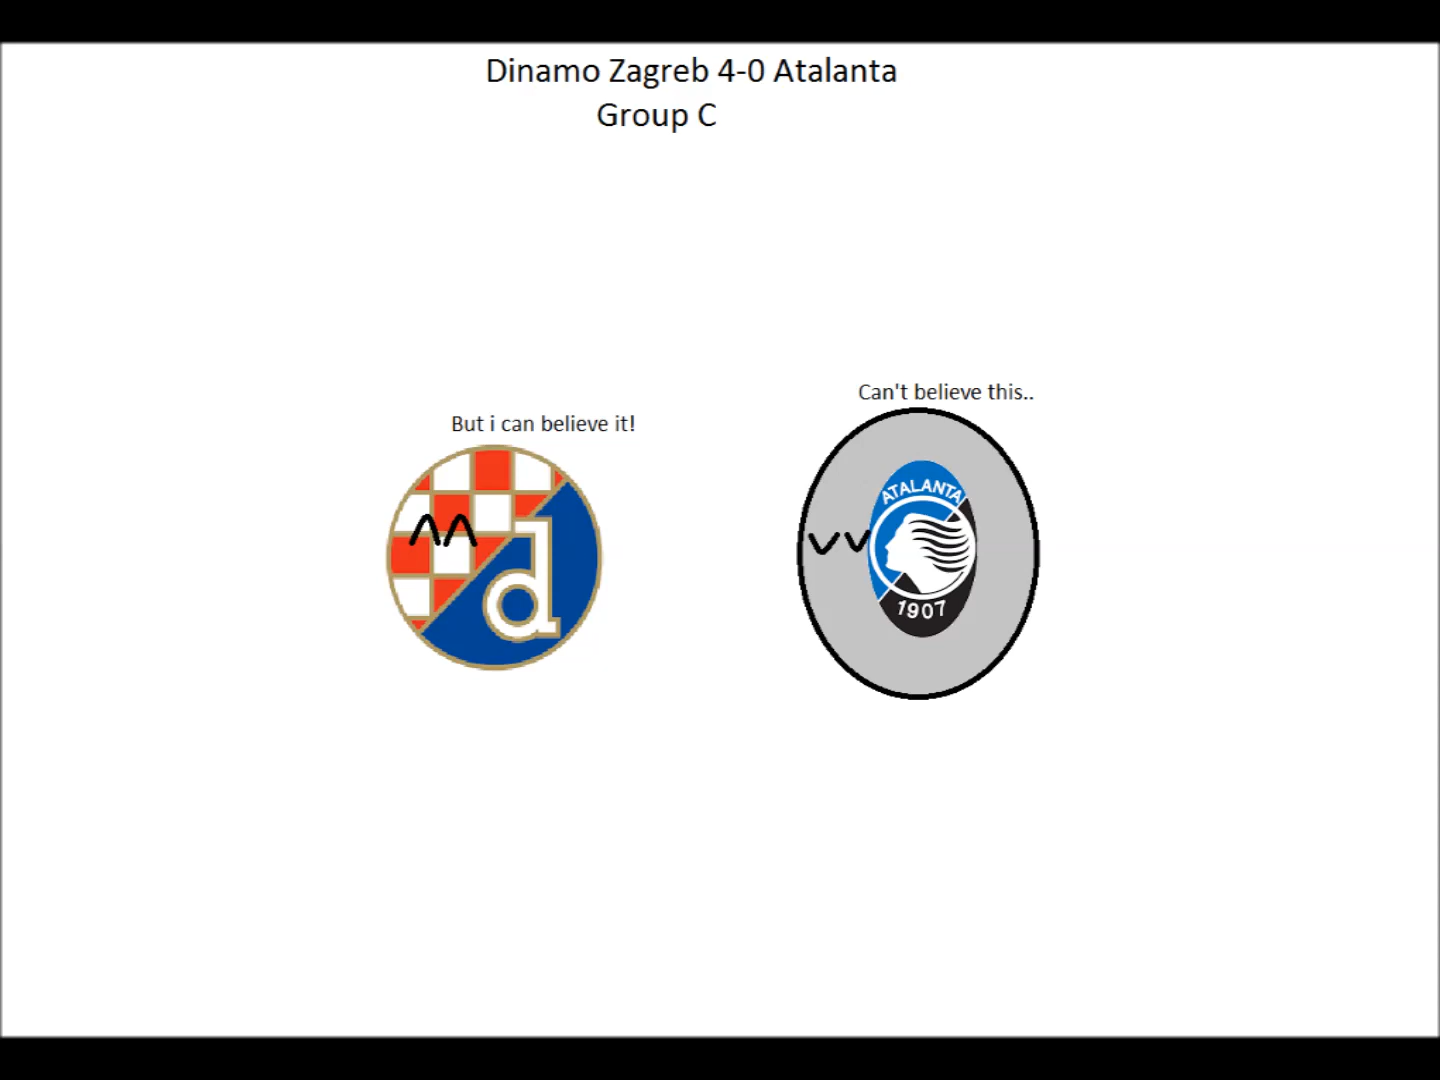 Dinamo Zagreb 4-0 Atalanta
Group C
Can't believe this..
But i can believe it!
d
ATALANTA
1907